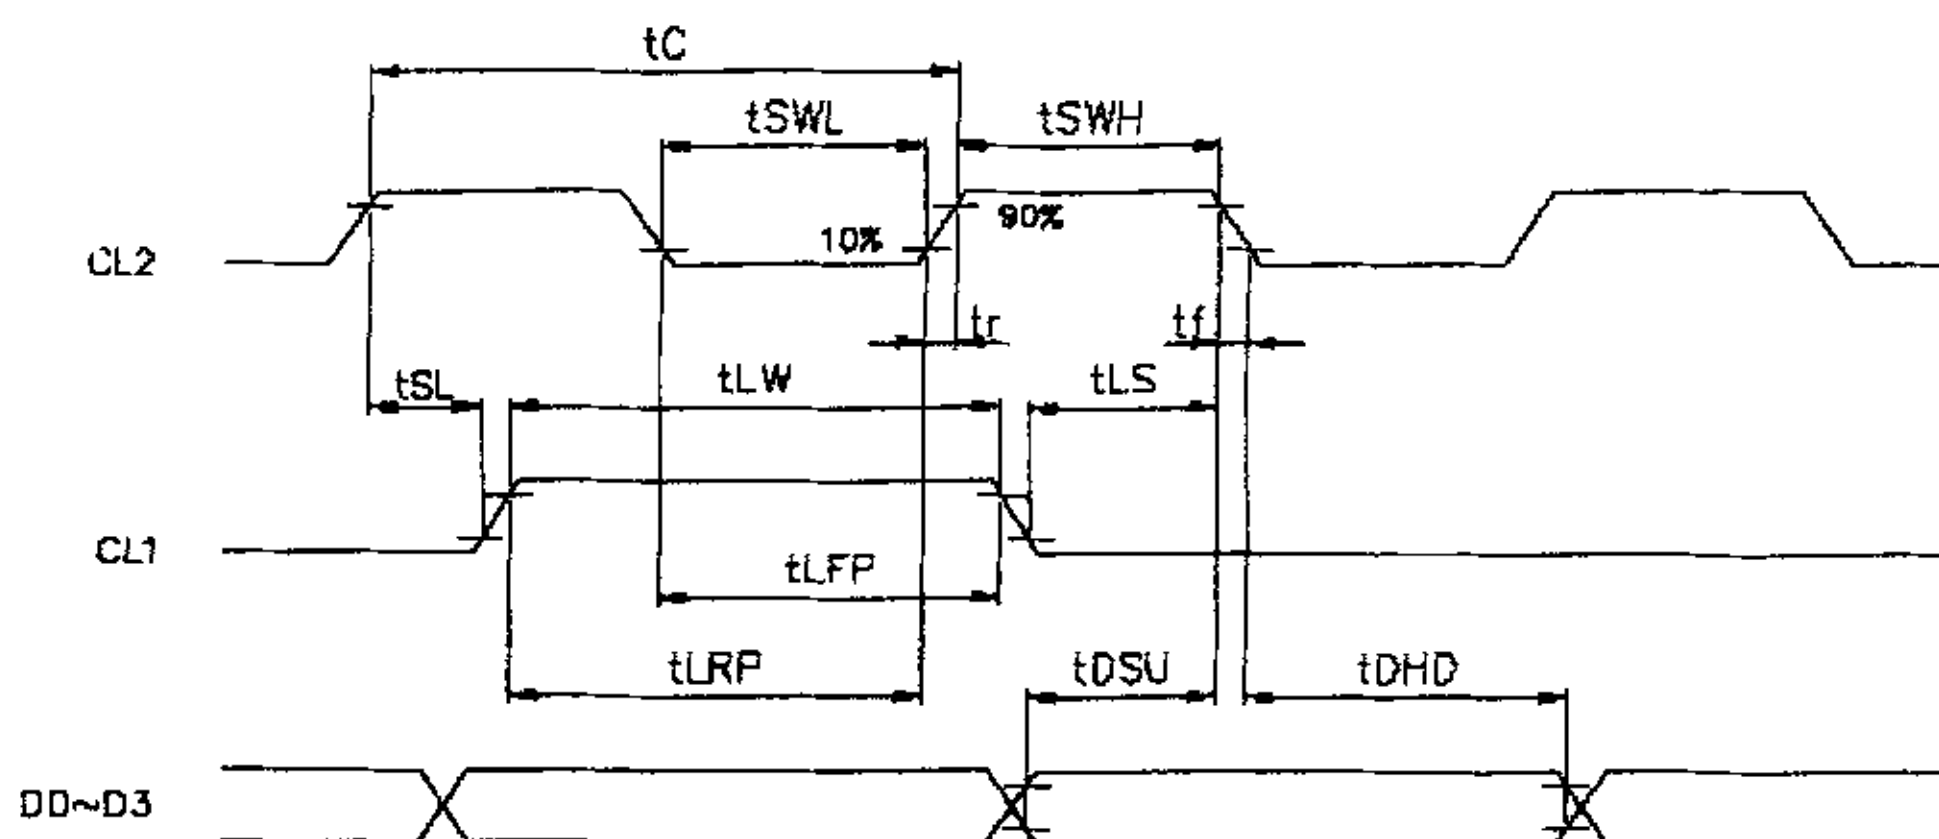 tC
tSWL
tSWH
10%
90%
CL2
tr
tf
tSL
tLW
tLS
CL1
tLFP
tLRP
tDSU
tDHD
D0~D3